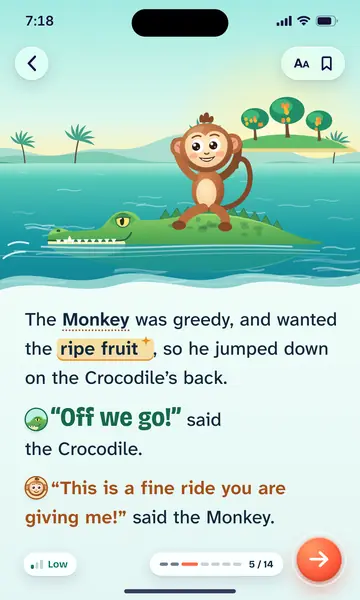 7:18
AA
The Monkey was greedy, and wanted
the ripe fruit, so he jumped down
on the Crocodile’s back.
“Off we go!” said
the Crocodile.
“This is a fine ride you are
giving me!” said the Monkey.
Low
5 / 14